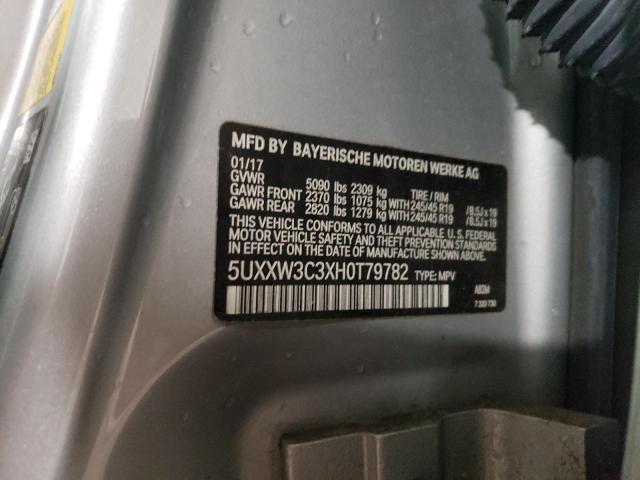 MFD BY BAYERISCHE MOTOREN WERKE AG
01/17
GVWR 5090 lbs 2309 kg TIRE / RIM
GAWR FRONT 2370 lbs 1075 kg WITH 245/45 R19 / 8.5J x 19
GAWR REAR 2820 lbs 1279 kg WITH 245/45 R19 / 8.5J x 19
THIS VEHICLE CONFORMS TO ALL APPLICABLE U. S. FEDERAL
MOTOR VEHICLE SAFETY AND THEFT PREVENTION STANDARDS
IN EFFECT ON THE DATE OF MANUFACTURE SHOWN ABOVE.
5UXXW3C3XH0T79782 TYPE: MPV